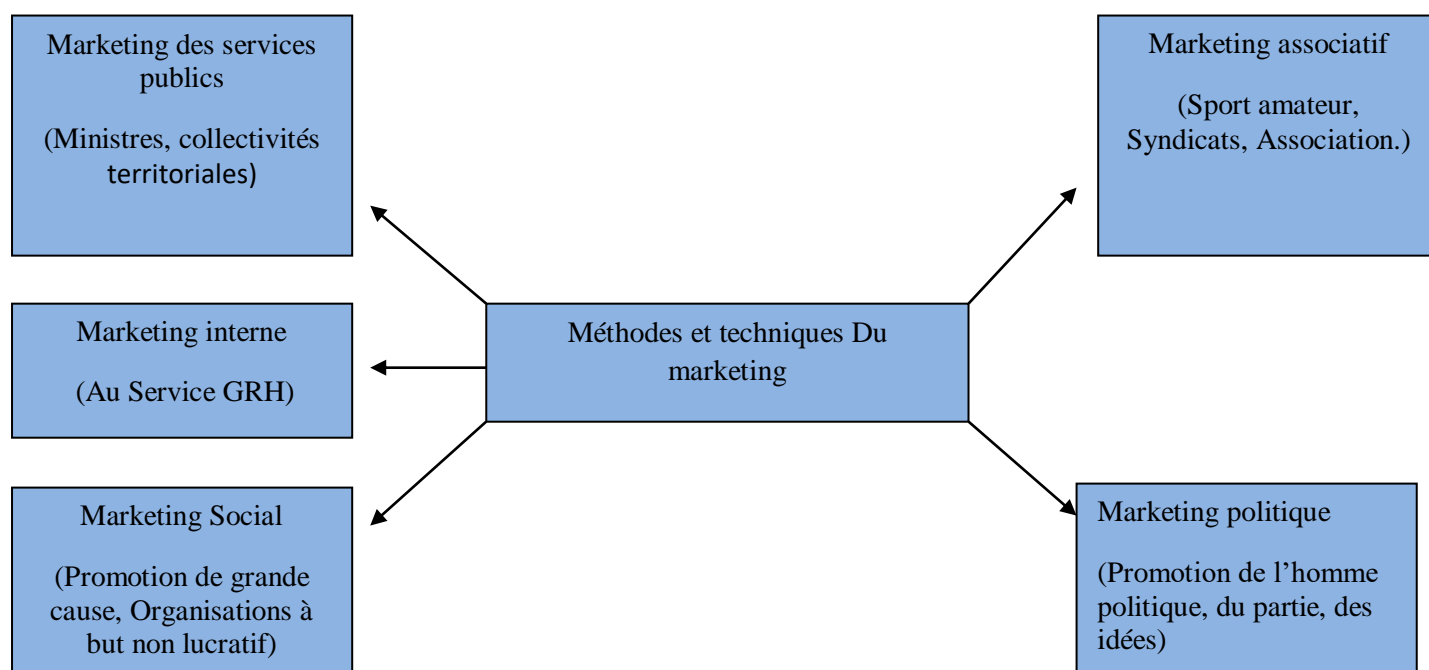 Marketing des services
publics
(Ministres, collectivités
territoriales)
Marketing associatif
(Sport amateur,
Syndicats, Association.)
Marketing interne
(Au Service GRH)
Méthodes et techniques Du
marketing
Marketing Social
(Promotion de grande
cause, Organisations à
but non lucratif)
Marketing politique
(Promotion de l’homme
politique, du partie, des
idées)